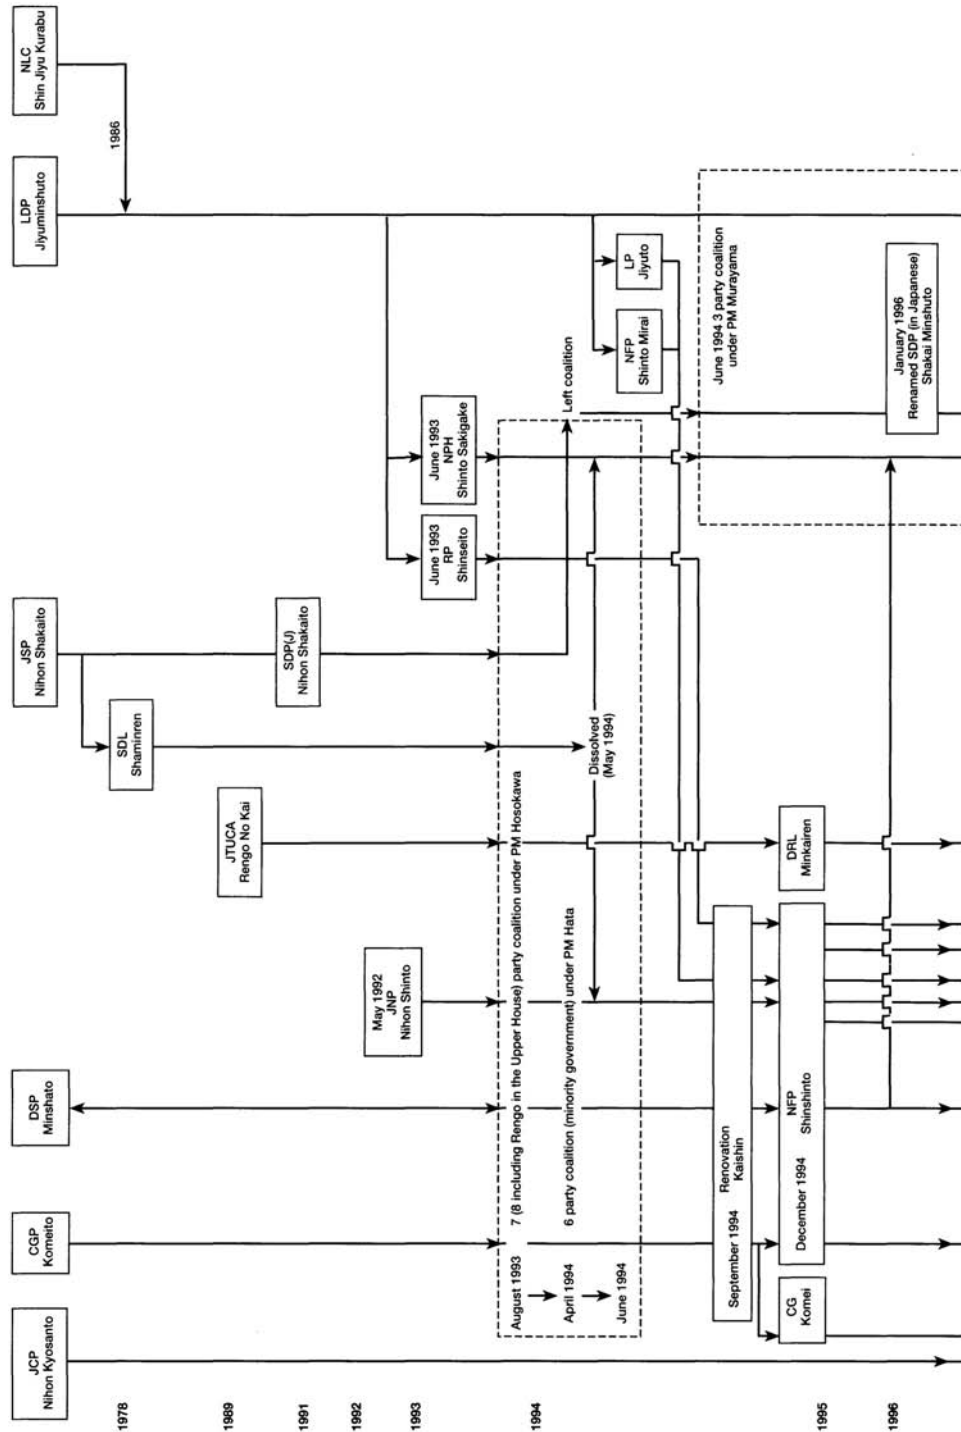 JCP
Nihon Kyosanto
CGP
Komeito
DSP
Minshato
JSP
Nihon Shakaito
LDP
Jiyuminshuto
NLC
Shin Jiyu Kurabu
1978
SDL
Shaminren
1986
1989
JTUCA
Rengo No Kai
1991
SDP(J)
Nihon Shakaito
1992
May 1992
JNP
Nihon Shinto
1993
June 1993
RP
Shinseito
June 1993
NPH
Shinto Sakigake
1994
August 1993
7 (8 including Rengo in the Upper House) party coalition under PM Hosokawa
April 1994
6 party coalition (minority government) under PM Hata
Left coalition
Dissolved
(May 1994)
June 1994
NFP
Shinto Mirai
LP
Jiyuto
June 1994 3 party coalition
under PM Murayama
September 1994
Renovation
Kaishin
1995
CG
Komei
December 1994
NFP
Shinshinto
DRL
Minkairen
1996
January 1996
Renamed SDP (in Japanese)
Shakai Minshuto